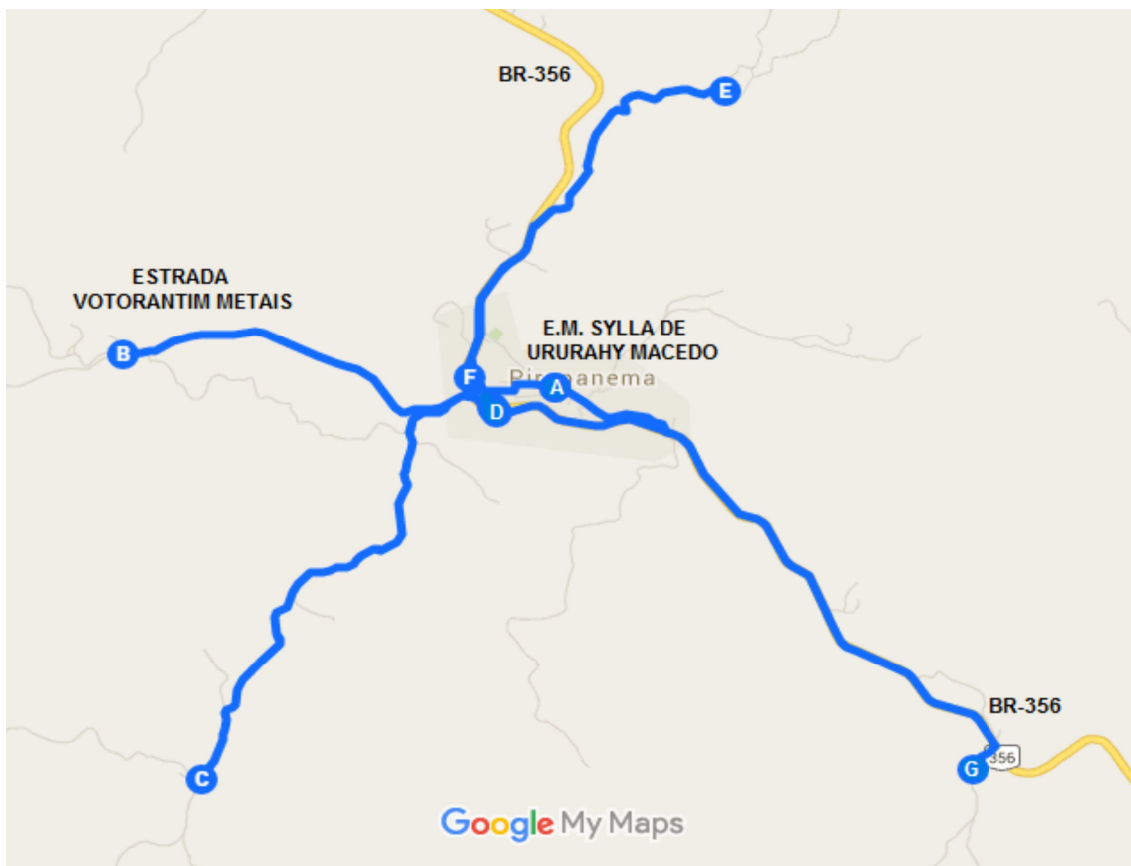 BR-356
E
ESTRADA
VOTORANTIM METAIS
B
E.M. SYLLA DE
URURAHY MACEDO
F
A
D
BR-356
C
G
356
Google My Maps